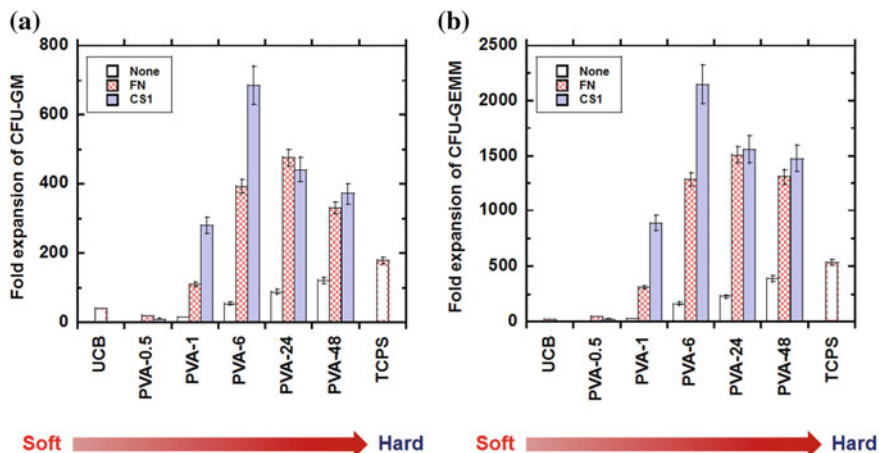 (a)
Fold expansion of CFU-GM
800
600
400
200
0
None
FN
CS1
UCB
PVA-0.5
PVA-1
PVA-6
PVA-24
PVA-48
TCPS
Soft
Hard
(b)
Fold expansion of CFU-GEMM
2500
2000
1500
1000
500
0
None
FN
CS1
UCB
PVA-0.5
PVA-1
PVA-6
PVA-24
PVA-48
TCPS
Soft
Hard